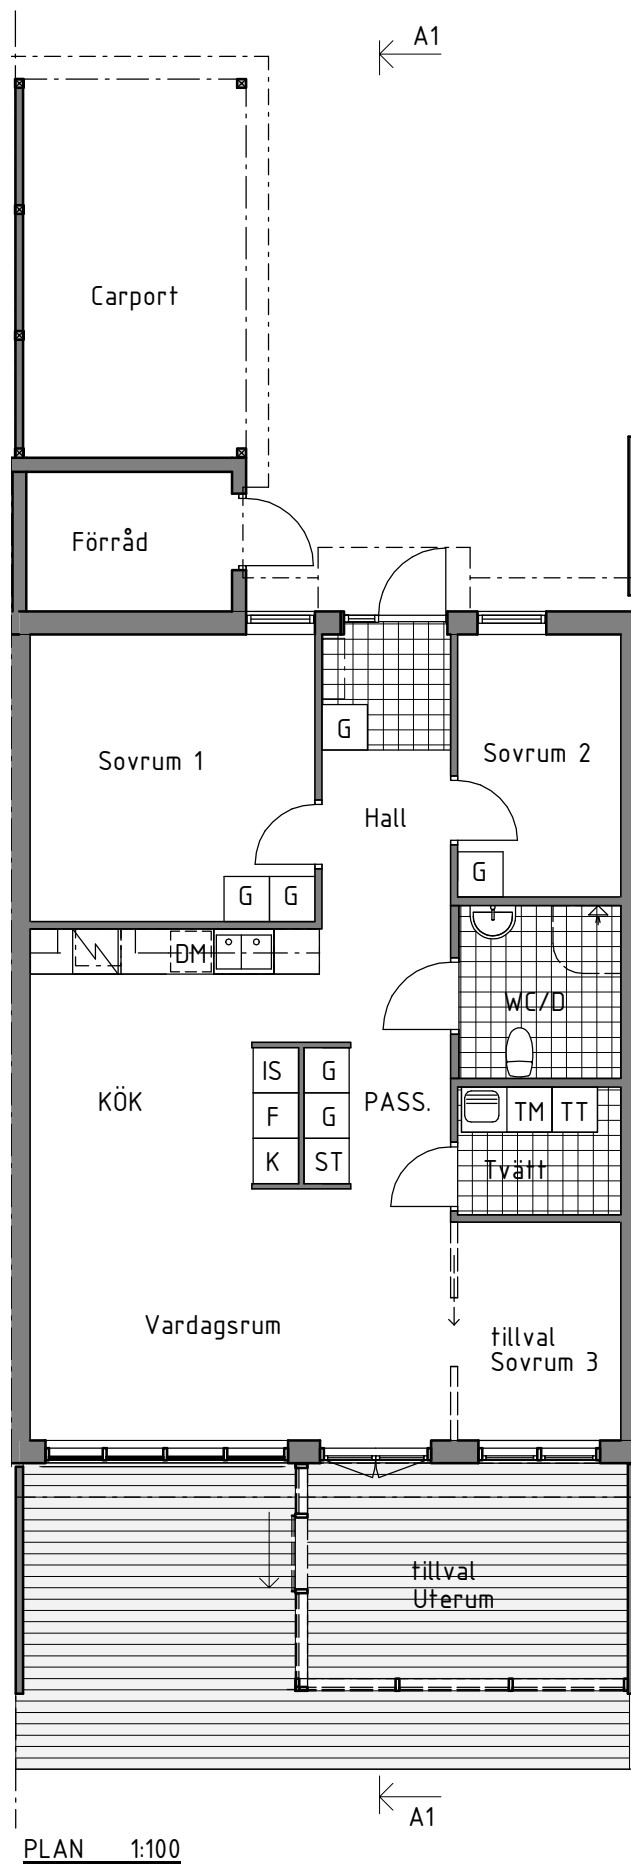 A1
Carport
Förråd
G
Sovrum 1
Sovrum 2
Hall
G
G G
DM
WC/D
IS G
KÖK
F G
PASS.
TM TT
K ST
Tvätt
Vardagsrum
tillval
Sovrum 3
tillval
Uterum
A1
PLAN 1:100